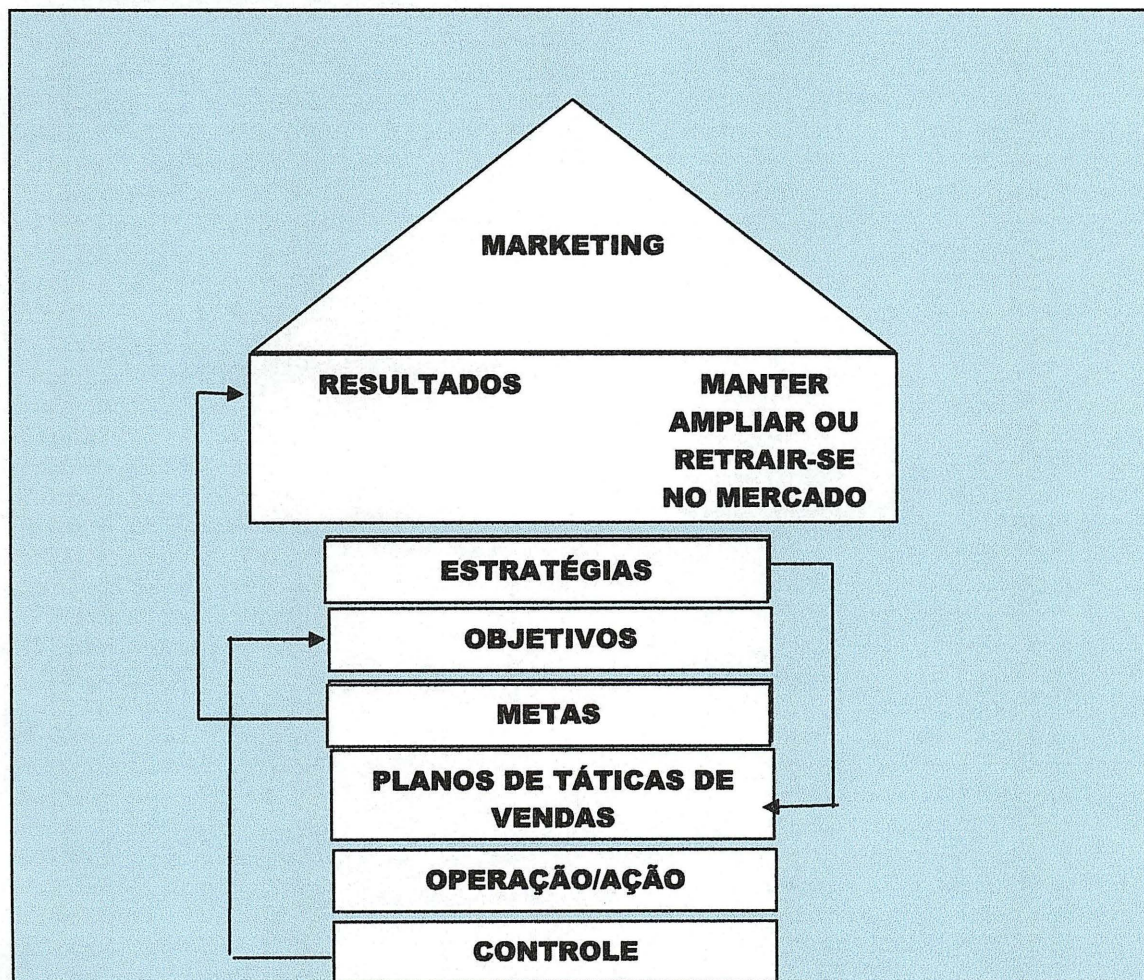 MARKETING
RESULTADOS
MANTER
AMPLIAR OU
RETRAIR-SE
NO MERCADO
ESTRATÉGIAS
OBJETIVOS
METAS
PLANOS DE TÁTICAS DE
VENDAS
OPERAÇÃO/AÇÃO
CONTROLE